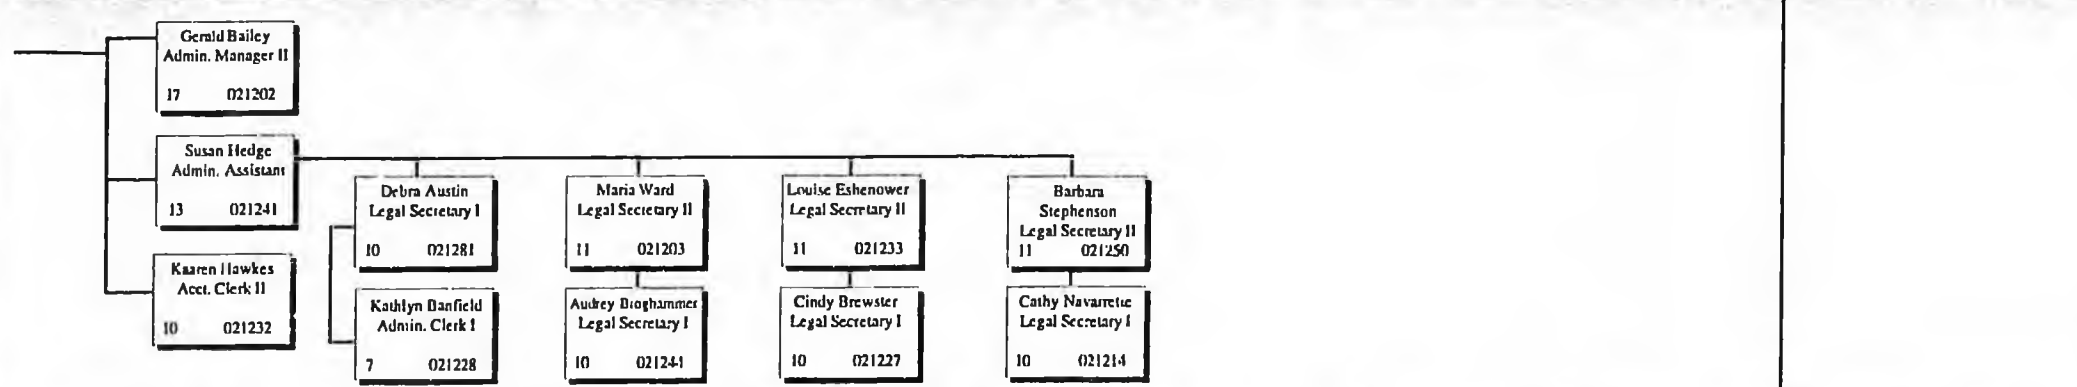 Gerald Bailey
Admin. Manager II
17 021202
Susan Hedge
Admin. Assistant
13 021241
Kaaren Hawkes
Acct. Clerk II
10 021232
Debra Austin
Legal Secretary I
10 021281
Kathlyn Banfield
Admin. Clerk I
7 021228
Maria Ward
Legal Secretary II
11 021203
Audrey Broghammer
Legal Secretary I
10 021241
Louise Eshenower
Legal Secretary II
11 021233
Cindy Brewster
Legal Secretary I
10 021227
Barbara
Stephenson
Legal Secretary II
11 021250
Cathy Navarrette
Legal Secretary I
10 021214